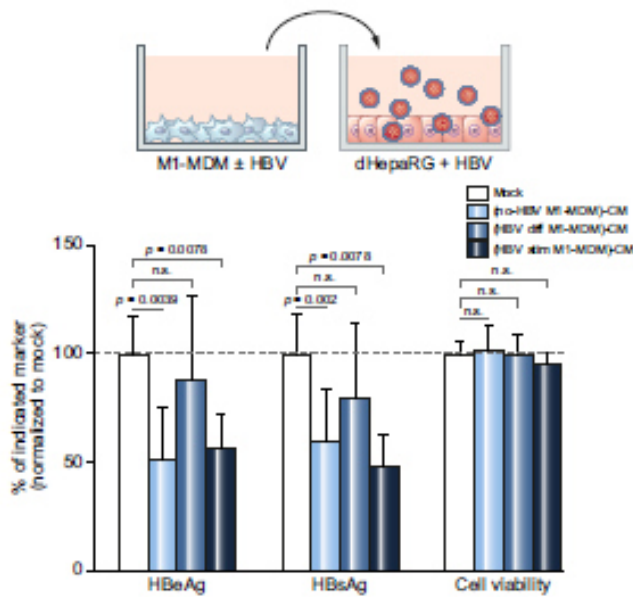 M1-MDM ± HBV
dHepaRG + HBV
Mock
(no-HBV M1-MDM)-CM
(HBV diff M1-MDM)-CM
(HBV stim M1-MDM)-CM
% of indicated marker
(normalized to mock)
150
100
50
0
p = 0.0078
n.s.
p = 0.0039
p = 0.0078
n.s.
p = 0.002
n.s.
n.s.
n.s.
HBeAg
HBsAg
Cell viability